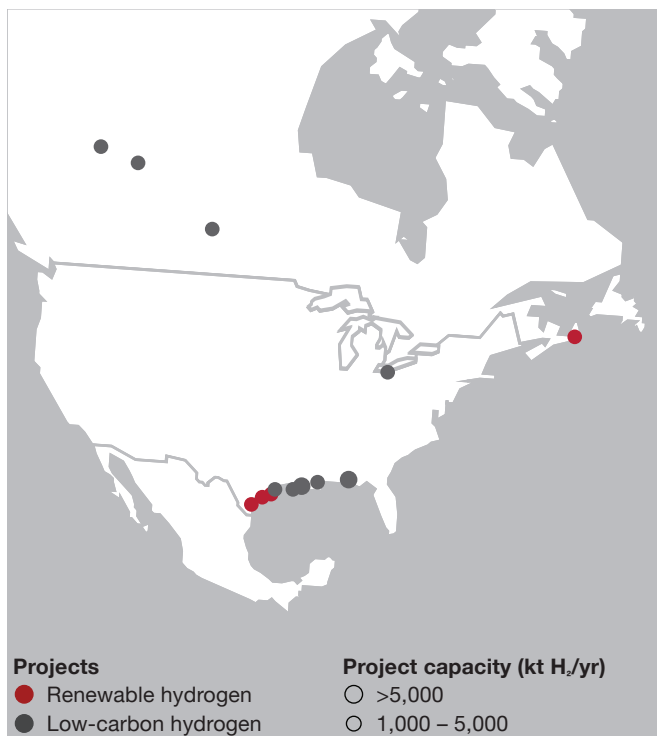 Projects
Renewable hydrogen
Low-carbon hydrogen
Project capacity (kt H₂/yr)
>5,000
1,000 – 5,000